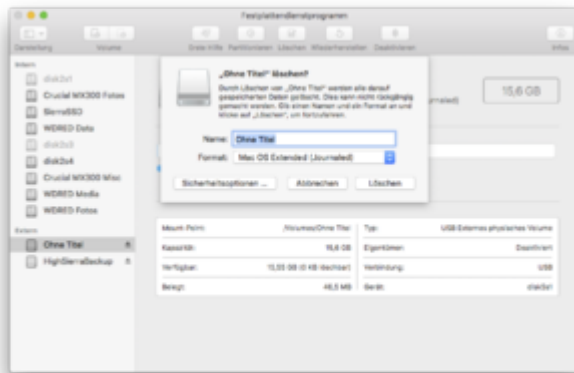 Festplattendienstprogramm
Darstellung
Volume
Erste Hilfe Partitionieren Löschen Wiederherstellen Deaktivieren
Infos
Intern
disk2s1
Crucial MX300 Fotos
SierraSSD
WDRED Data
disk2s3
disk2s4
Crucial MX300 Misc
WDRED Media
WDRED Fotos
Extern
Ohne Titel
HighSierraBackup
„Ohne Titel“ löschen?
Durch Löschen von „Ohne Titel“ werden alle darauf
gespeicherten Daten gelöscht. Dies kann nicht rückgängig
gemacht werden. Gib einen Namen und ein Format an und
klicke auf „Löschen“, um fortzufahren.
Name: Ohne Titel
Format: Mac OS Extended (Journaled)
Sicherheitsoptionen ...
Abbrechen
Löschen
15,6 GB
Mount-Point: /Volumes/Ohne Titel
Typ: USB Externes physisches Volume
Kapazität: 15,6 GB
Eigentümer: Deaktiviert
Verfügbar:
Verbindung: USB
Belegt: 46,5 MB
Gerät: